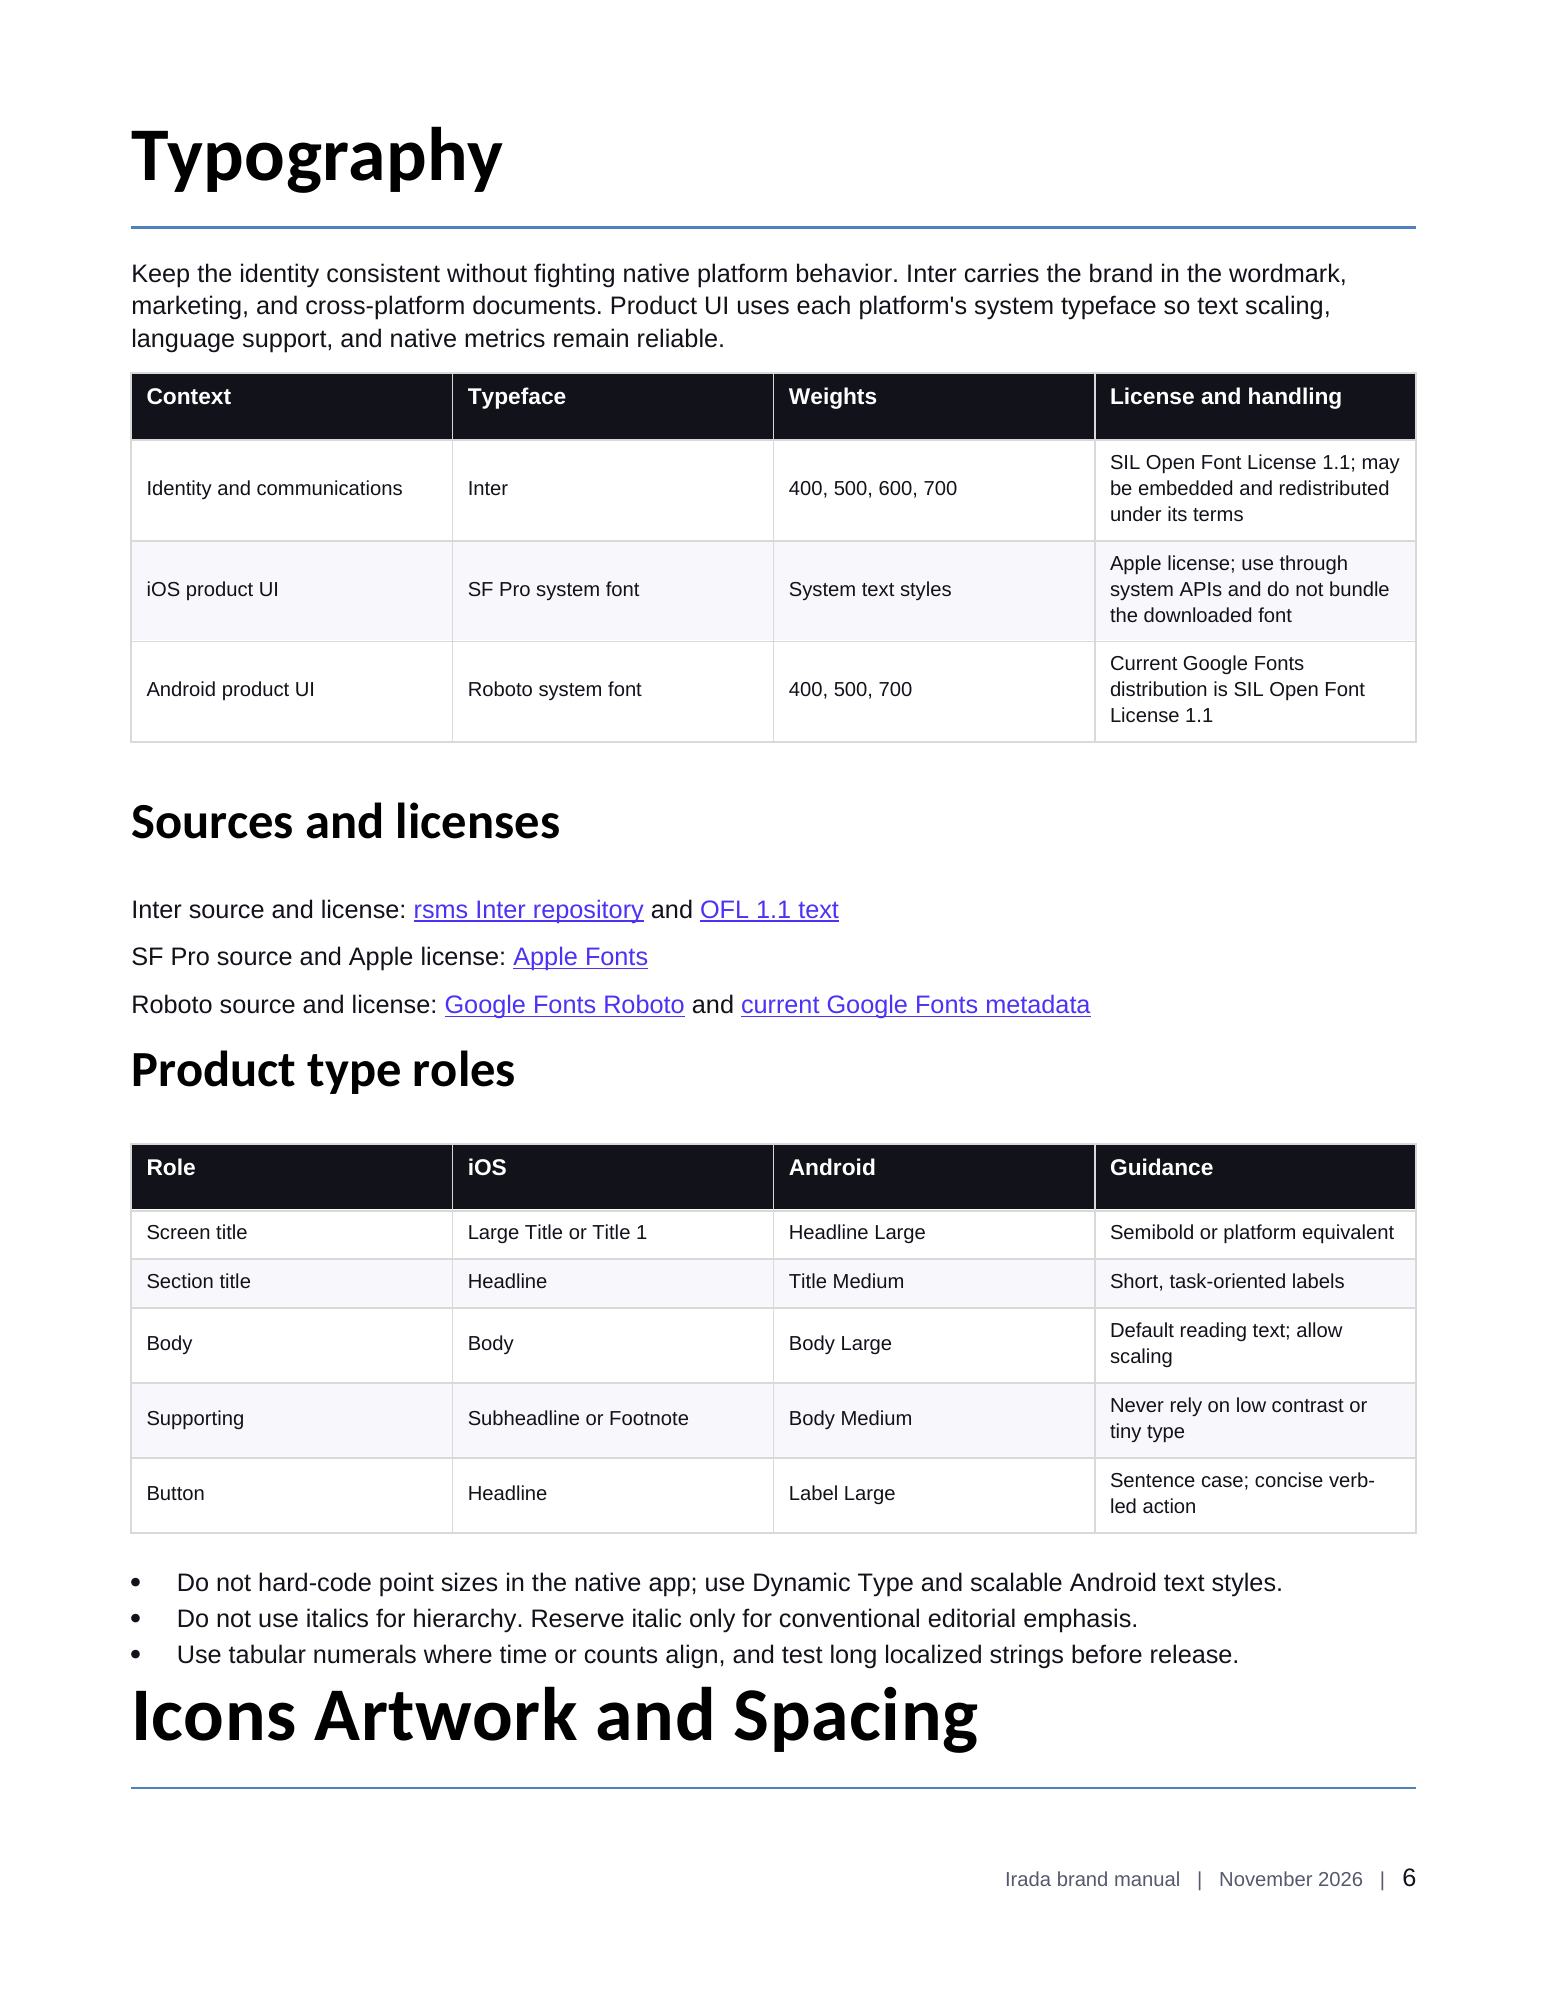 Typography
Keep the identity consistent without fighting native platform behavior. Inter carries the brand in the wordmark,
marketing, and cross-platform documents. Product UI uses each platform's system typeface so text scaling,
language support, and native metrics remain reliable.
Context Typeface Weights License and handling
Identity and communications Inter 400, 500, 600, 700 SIL Open Font License 1.1; may
be embedded and redistributed
under its terms
iOS product UI SF Pro system font System text styles Apple license; use through
system APIs and do not bundle
the downloaded font
Android product UI Roboto system font 400, 500, 700 Current Google Fonts
distribution is SIL Open Font
License 1.1
Sources and licenses
Inter source and license: rsms Inter repository and OFL 1.1 text
SF Pro source and Apple license: Apple Fonts
Roboto source and license: Google Fonts Roboto and current Google Fonts metadata
Product type roles
Role iOS Android Guidance
Screen title Large Title or Title 1 Headline Large Semibold or platform equivalent
Section title Headline Title Medium Short, task-oriented labels
Body Body Body Large Default reading text; allow
scaling
Supporting Subheadline or Footnote Body Medium Never rely on low contrast or
tiny type
Button Headline Label Large Sentence case; concise verb-
led action
• Do not hard-code point sizes in the native app; use Dynamic Type and scalable Android text styles.
• Do not use italics for hierarchy. Reserve italic only for conventional editorial emphasis.
• Use tabular numerals where time or counts align, and test long localized strings before release.
Icons Artwork and Spacing
Irada brand manual | November 2026 | 6